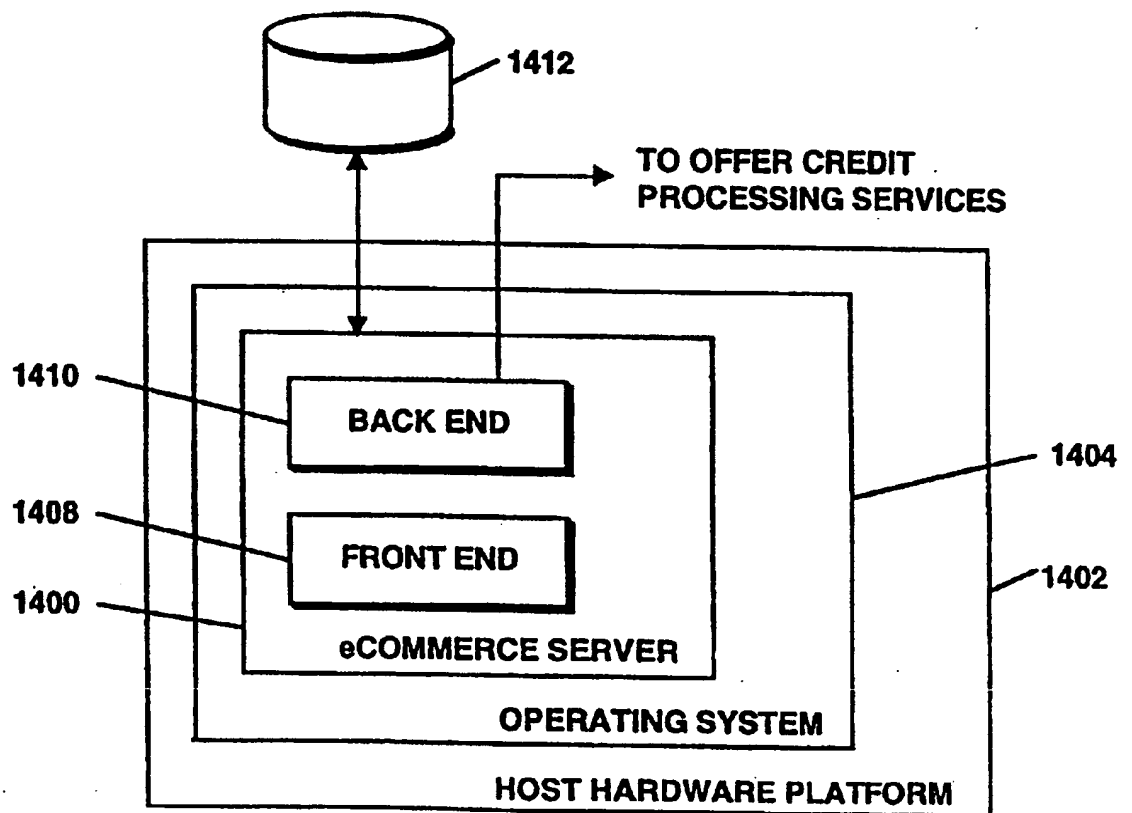 1412
TO OFFER CREDIT
PROCESSING SERVICES
1410
BACK END
1404
1408
FRONT END
1402
1400
eCOMMERCE SERVER
OPERATING SYSTEM
HOST HARDWARE PLATFORM